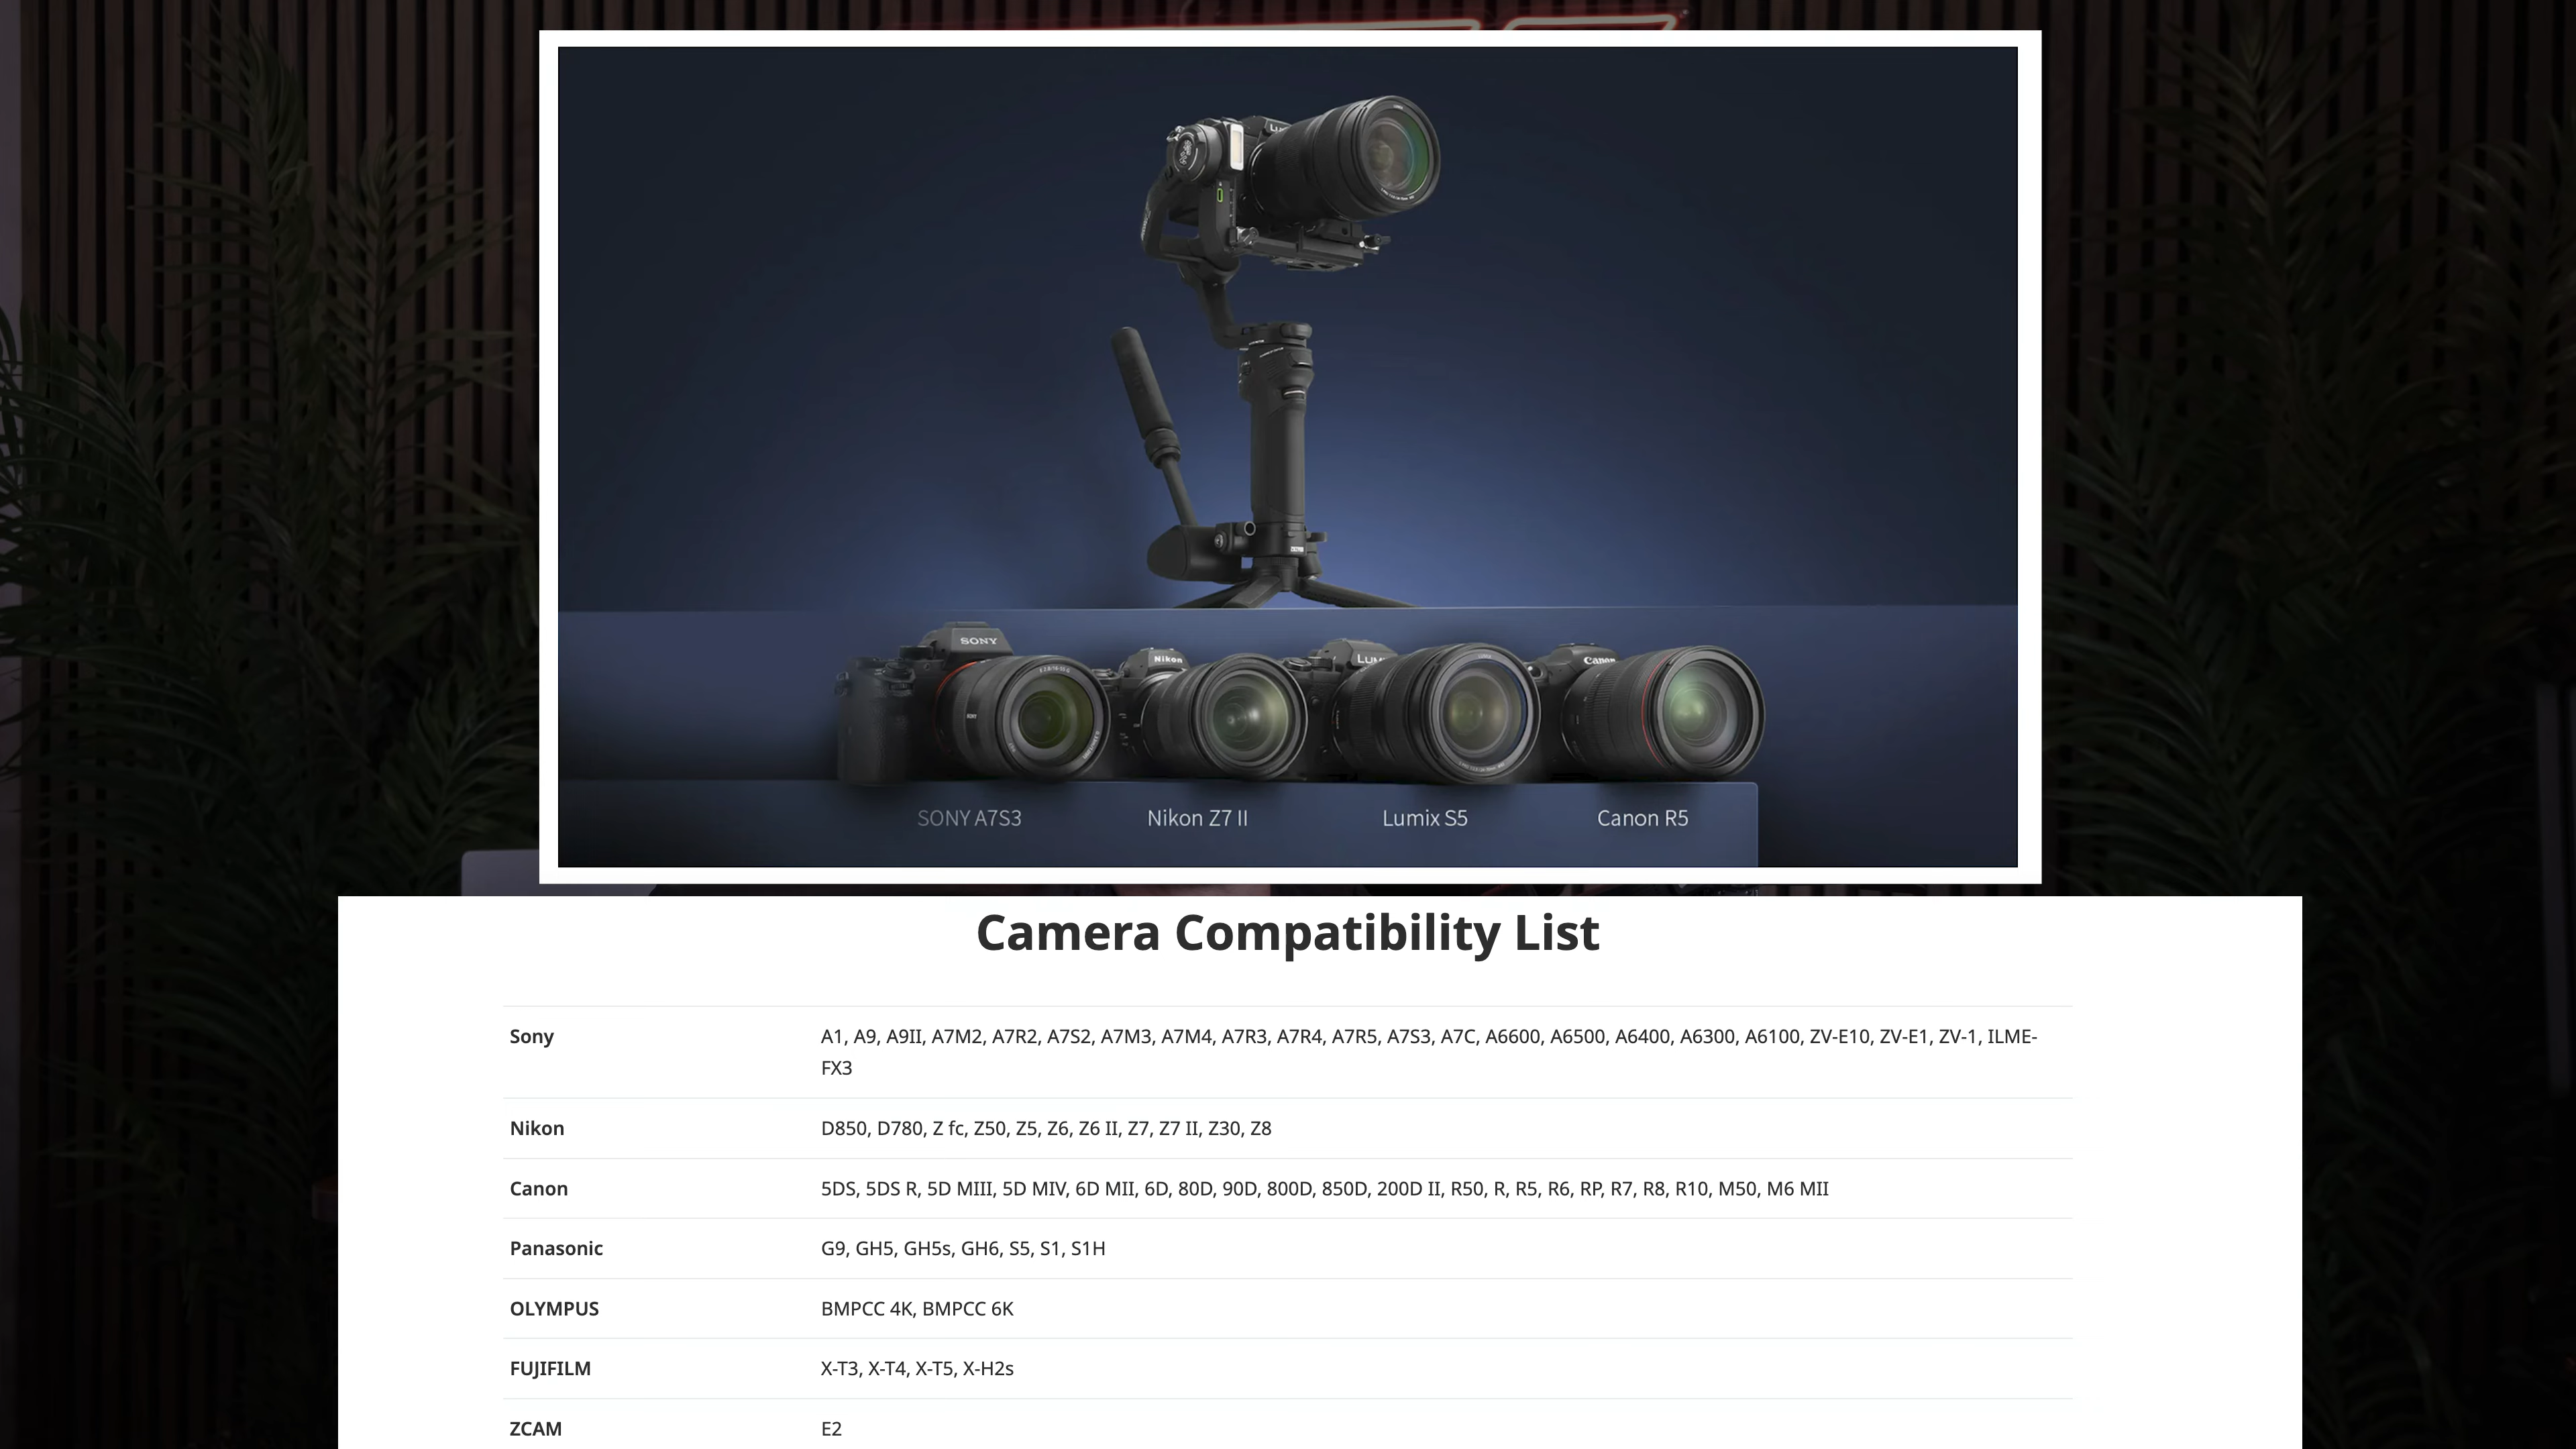 SONY
Nikon
LUM
Canon
SONY A7S3
Nikon Z7 II
Lumix S5
Canon R5
Camera Compatibility List
Sony
A1, A9, A9II, A7M2, A7R2, A7S2, A7M3, A7M4, A7R3, A7R4, A7R5, A7S3, A7C, A6600, A6500, A6400, A6300, A6100, ZV-E10, ZV-E1, ZV-1, ILME-
FX3
Nikon
D850, D780, Z fc, Z50, Z5, Z6, Z6 II, Z7, Z7 II, Z30, Z8
Canon
5DS, 5DS R, 5D MIII, 5D MIV, 6D MII, 6D, 80D, 90D, 800D, 850D, 200D II, R50, R, R5, R6, RP, R7, R8, R10, M50, M6 MII
Panasonic
G9, GH5, GH5s, GH6, S5, S1, S1H
OLYMPUS
BMPCC 4K, BMPCC 6K
FUJIFILM
X-T3, X-T4, X-T5, X-H2s
ZCAM
E2